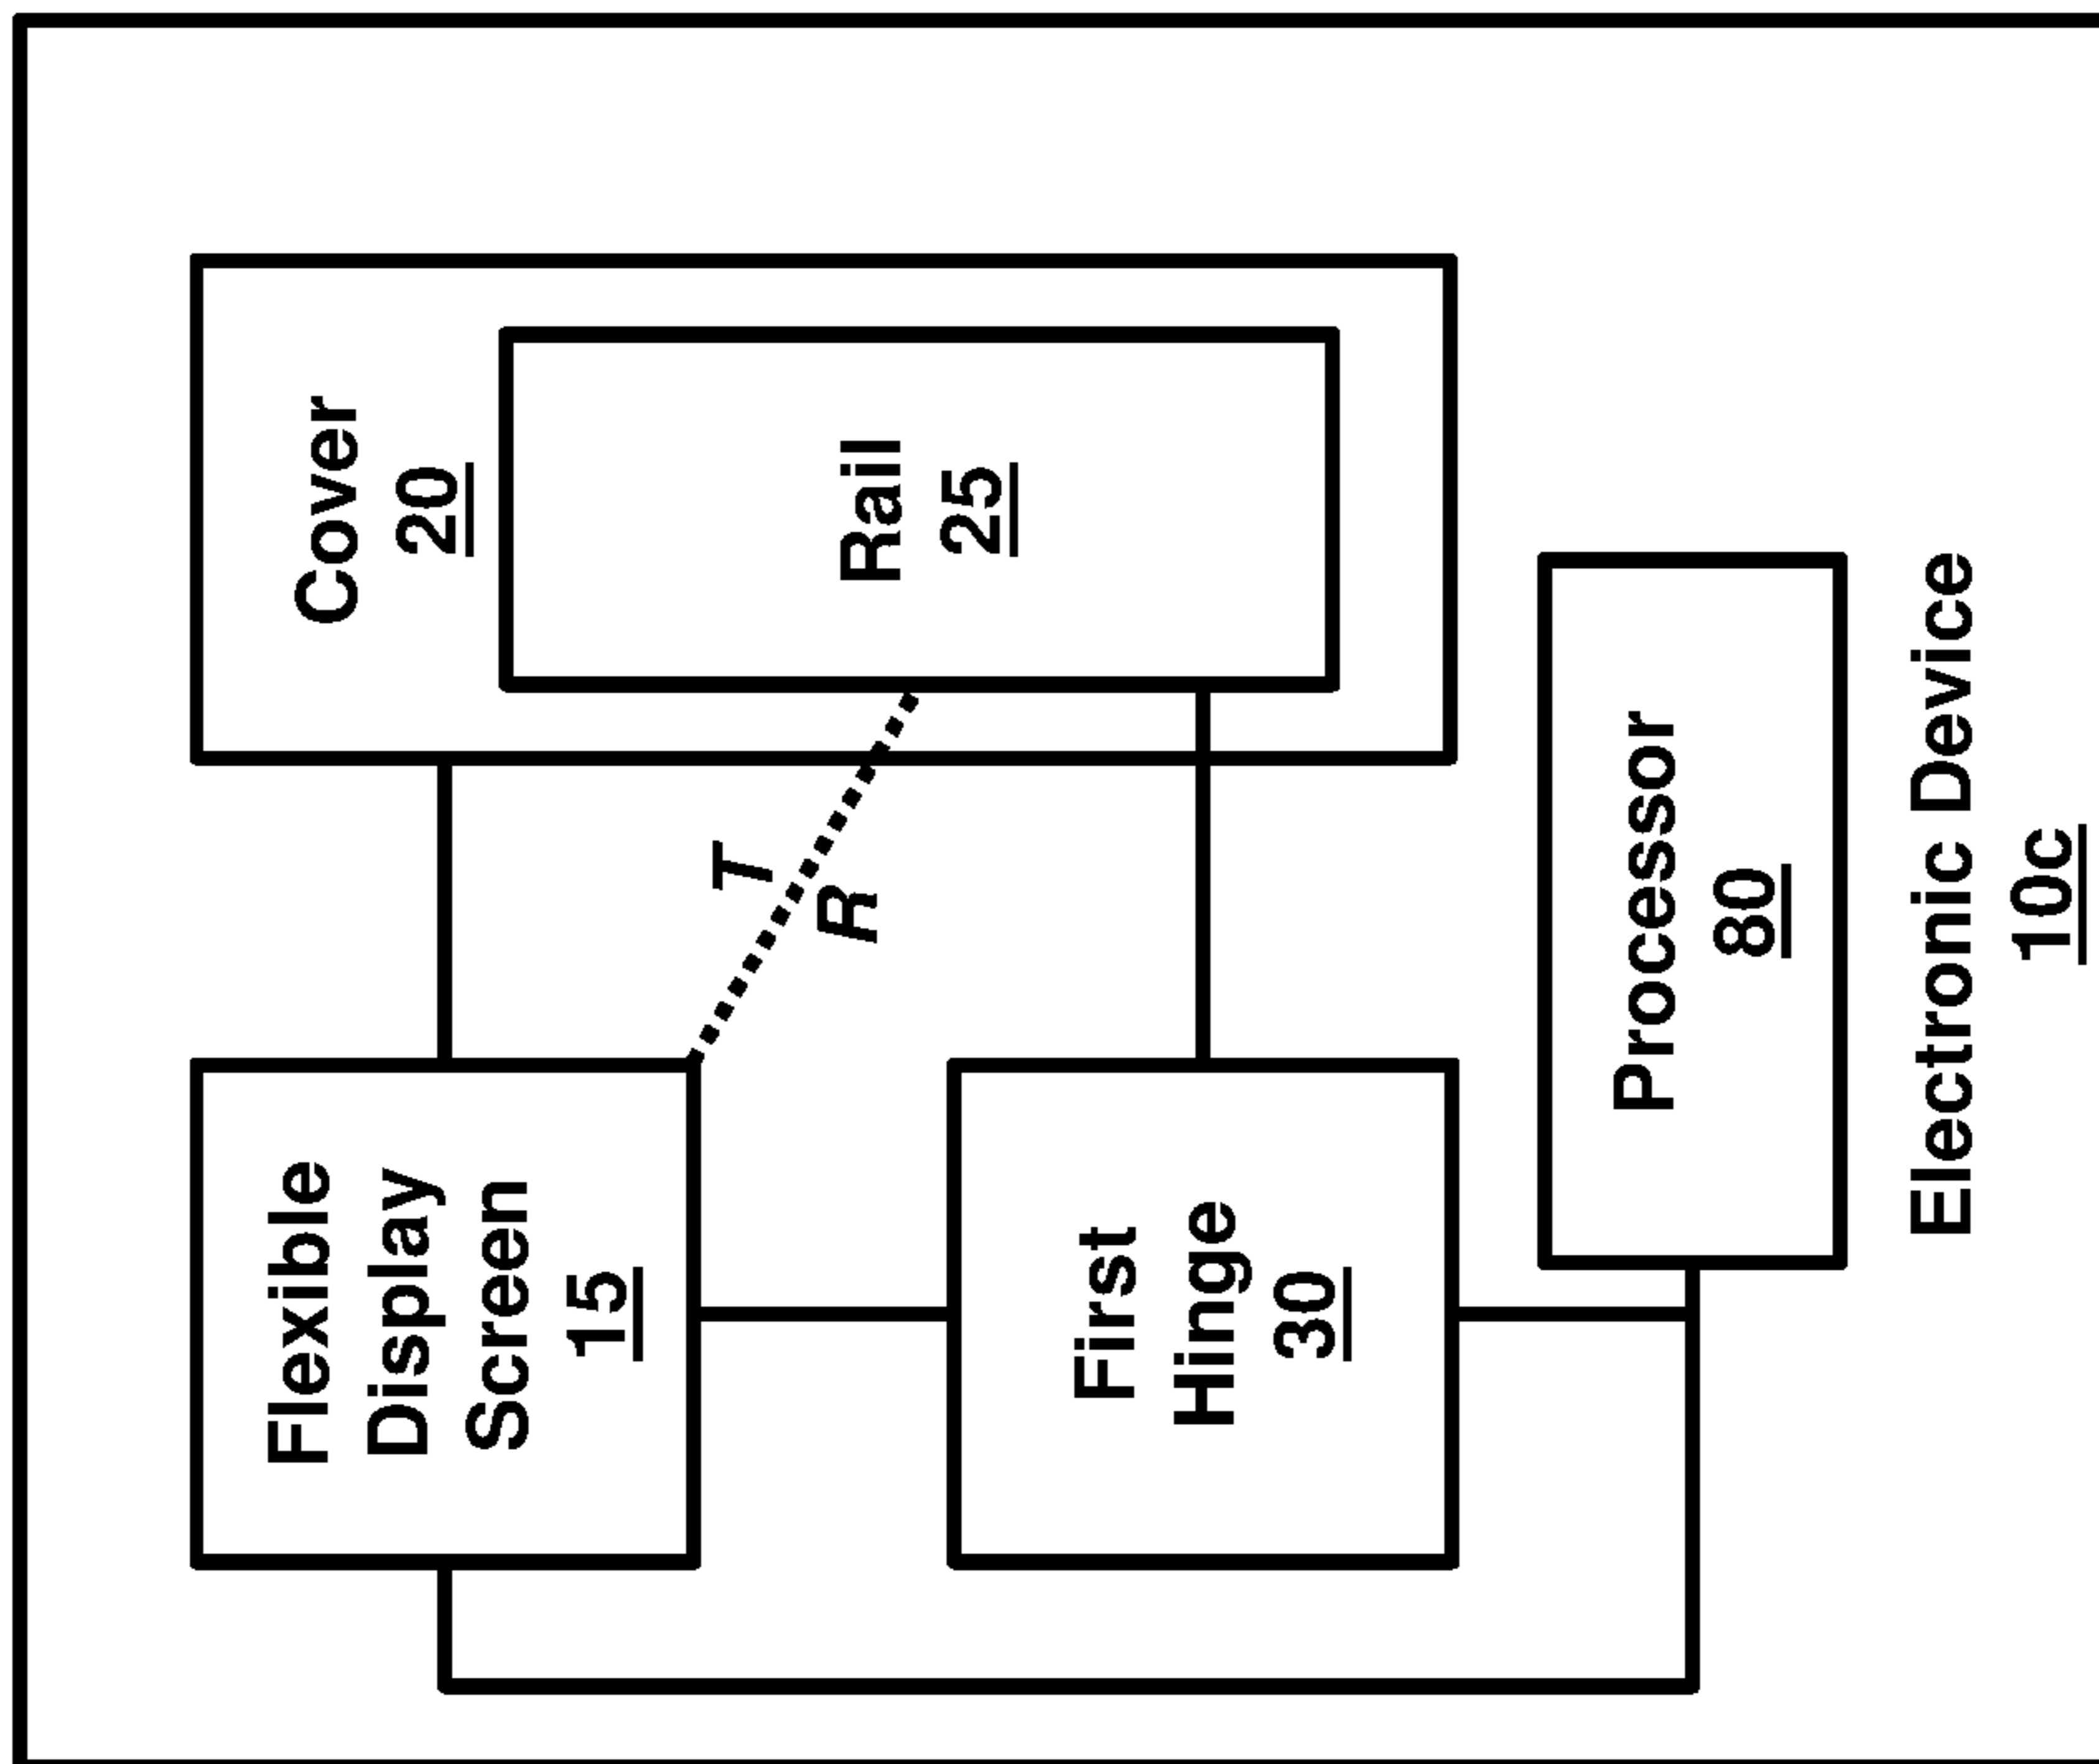 Flexible
Display
Screen
15
Cover
20
Rail
25
T
R
First
Hinge
30
Processor
80
Electronic Device
10c